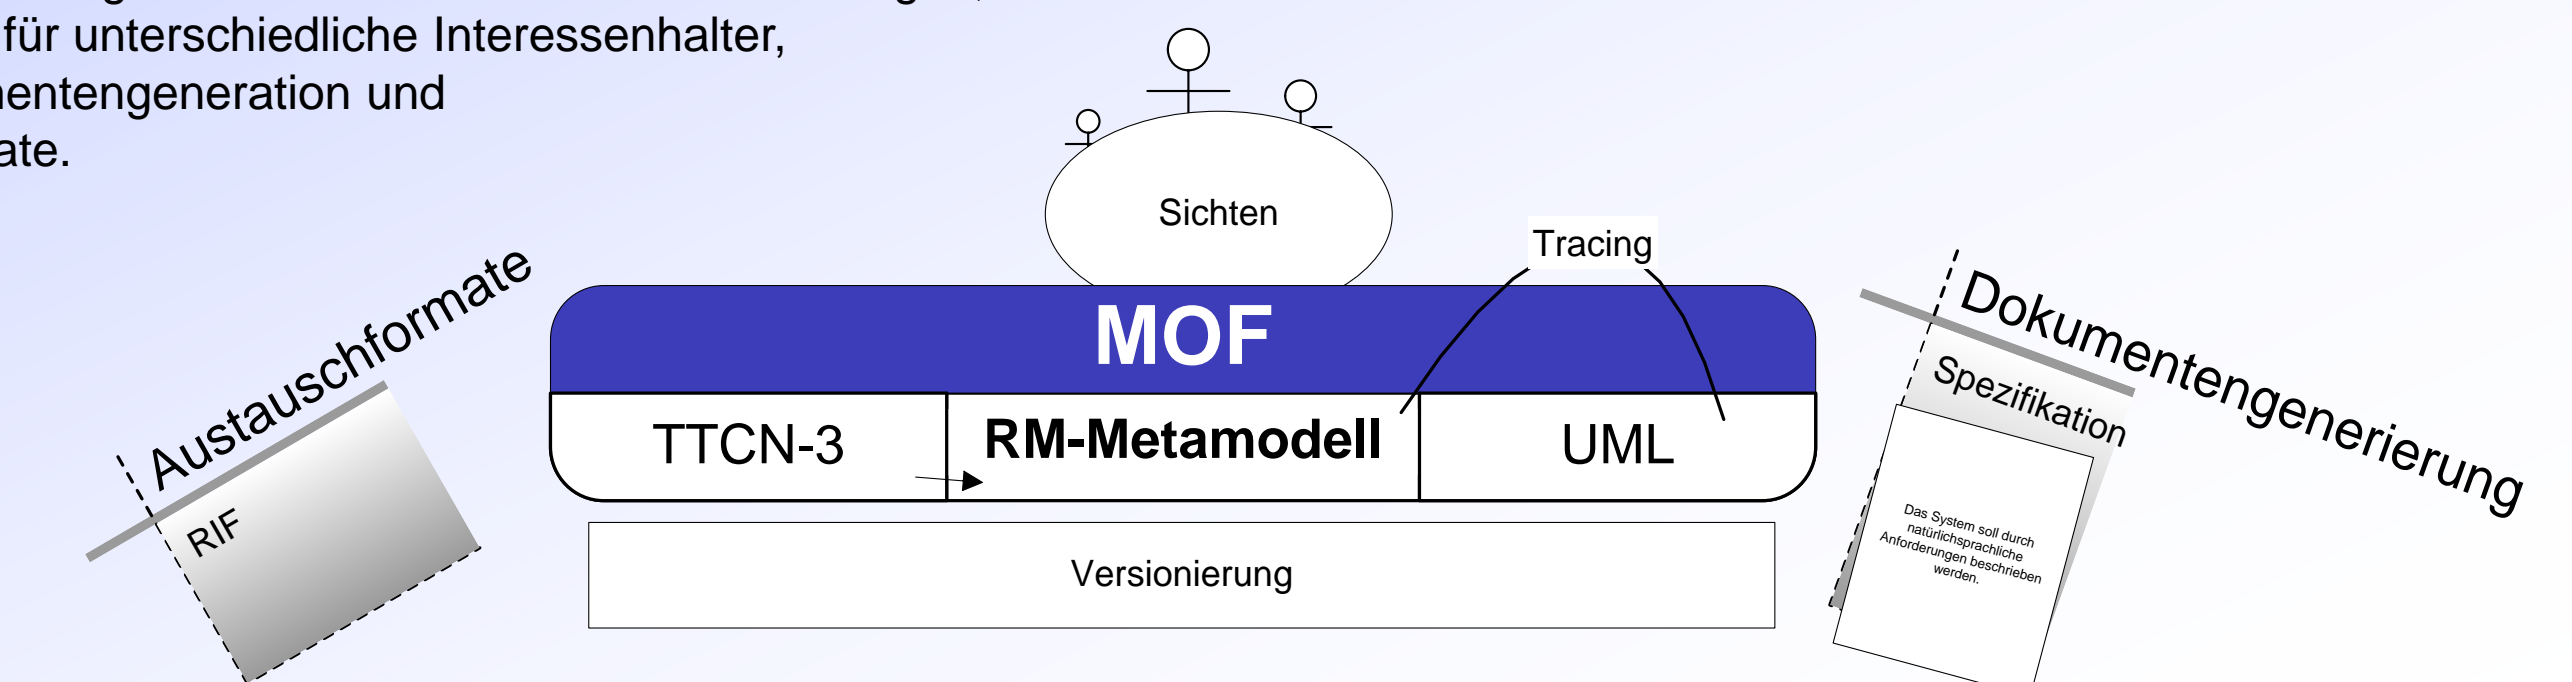 für unterschiedliche Interessenhalter,
mentengeneration und
ate.
Sichten
Tracing
Austauschformate
RIF
MOF
TTCN-3
RM-Metamodell
UML
Versionierung
Dokumentengenerierung
Spezifikation
Das System soll durch
natürlichsprachliche
Anforderungen beschrieben
werden.